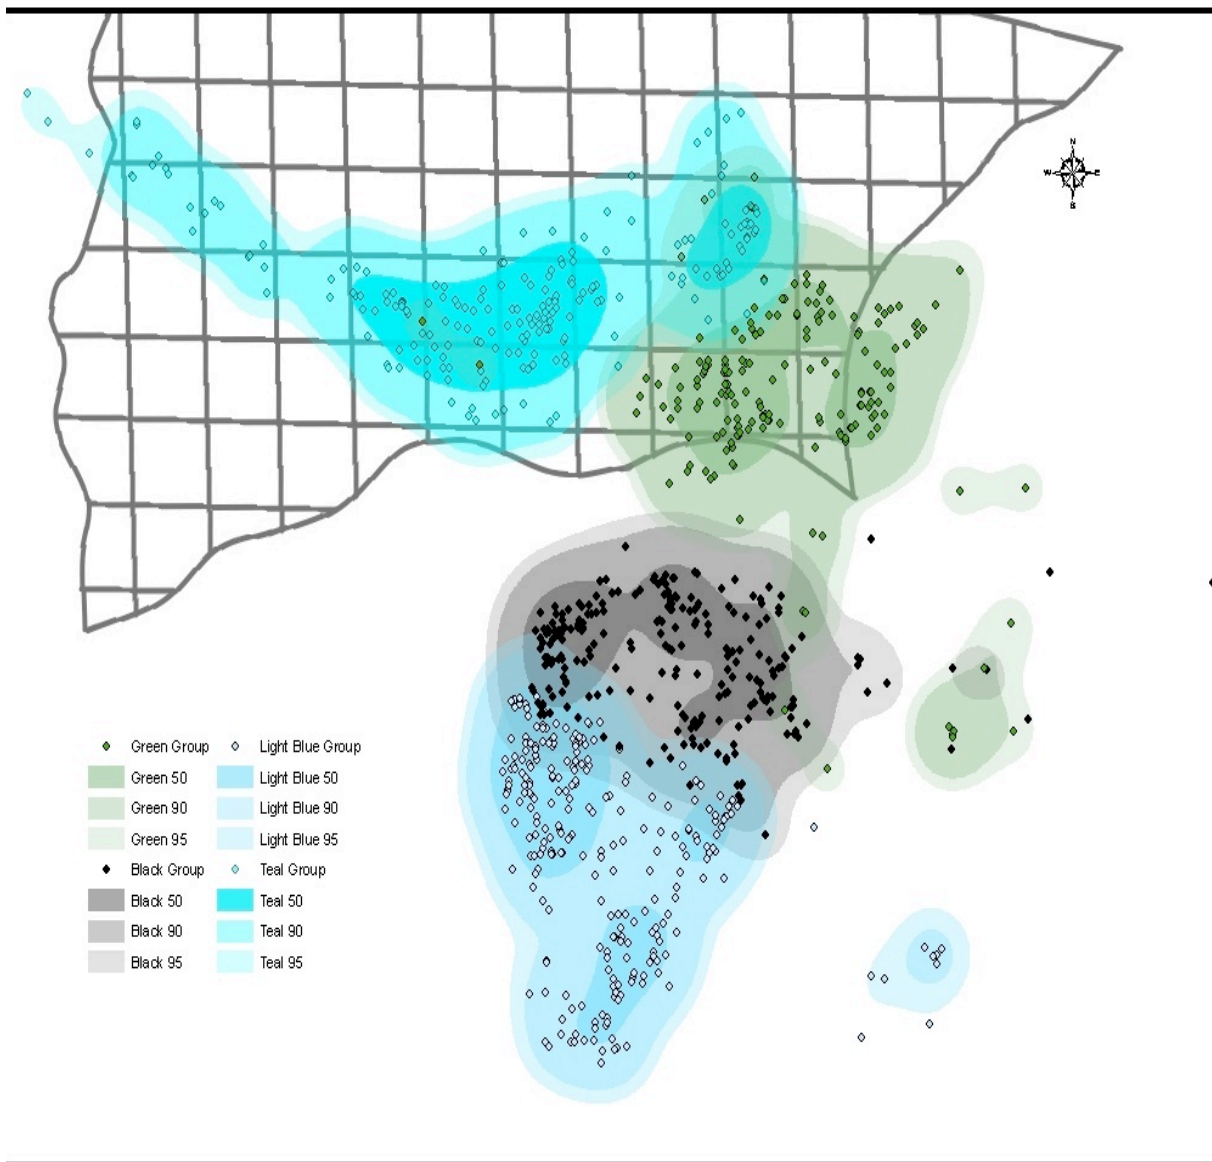 N
W E
S
Green Group Light Blue Group
Green 50 Light Blue 50
Green 90 Light Blue 90
Green 95 Light Blue 95
Black Group Teal Group
Black 50 Teal 50
Black 90 Teal 90
Black 95 Teal 95